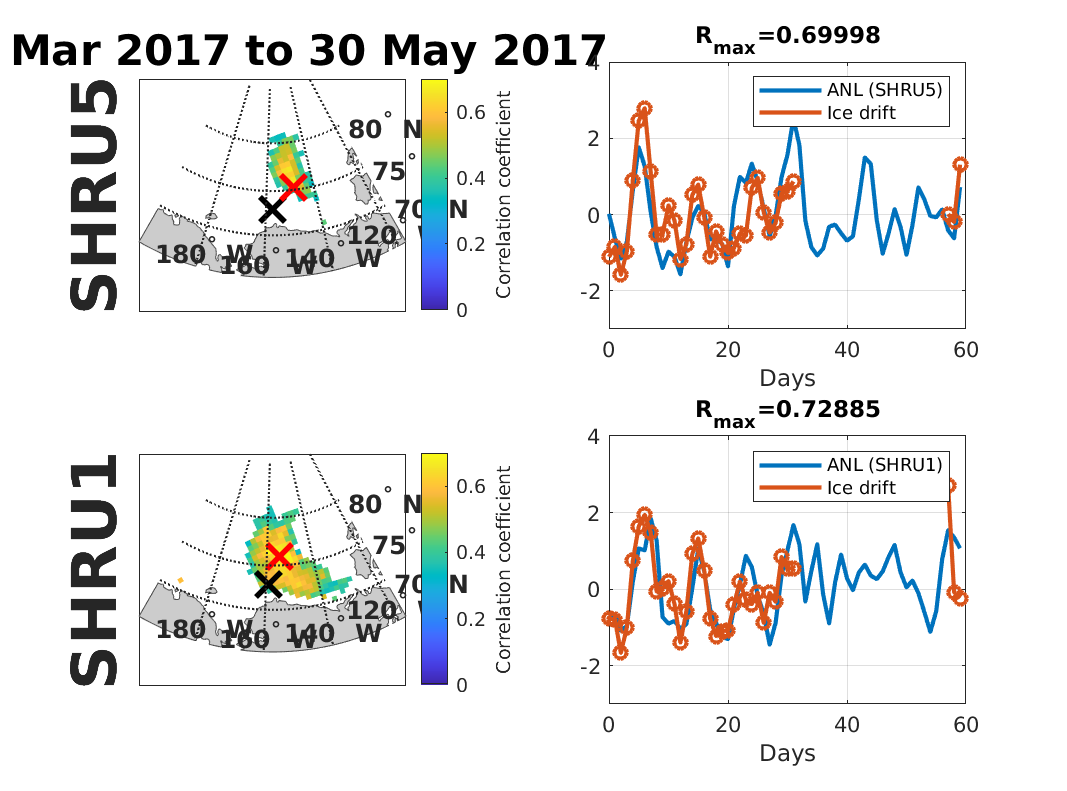 Mar 2017 to 30 May 2017
SHRU5
80° N
75°
70 N
180° W
160° W
140° W
120
0.6
0.4
0.2
0
Correlation coefficient
Rmax=0.69998
ANL (SHRU5)
Ice drift
4
2
0
-2
0 20 40 60
Days
SHRU1
80° N
75°
70 N
180° W
160° W
140° W
120
0.6
0.4
0.2
0
Correlation coefficient
Rmax=0.72885
ANL (SHRU1)
Ice drift
4
2
0
-2
0 20 40 60
Days